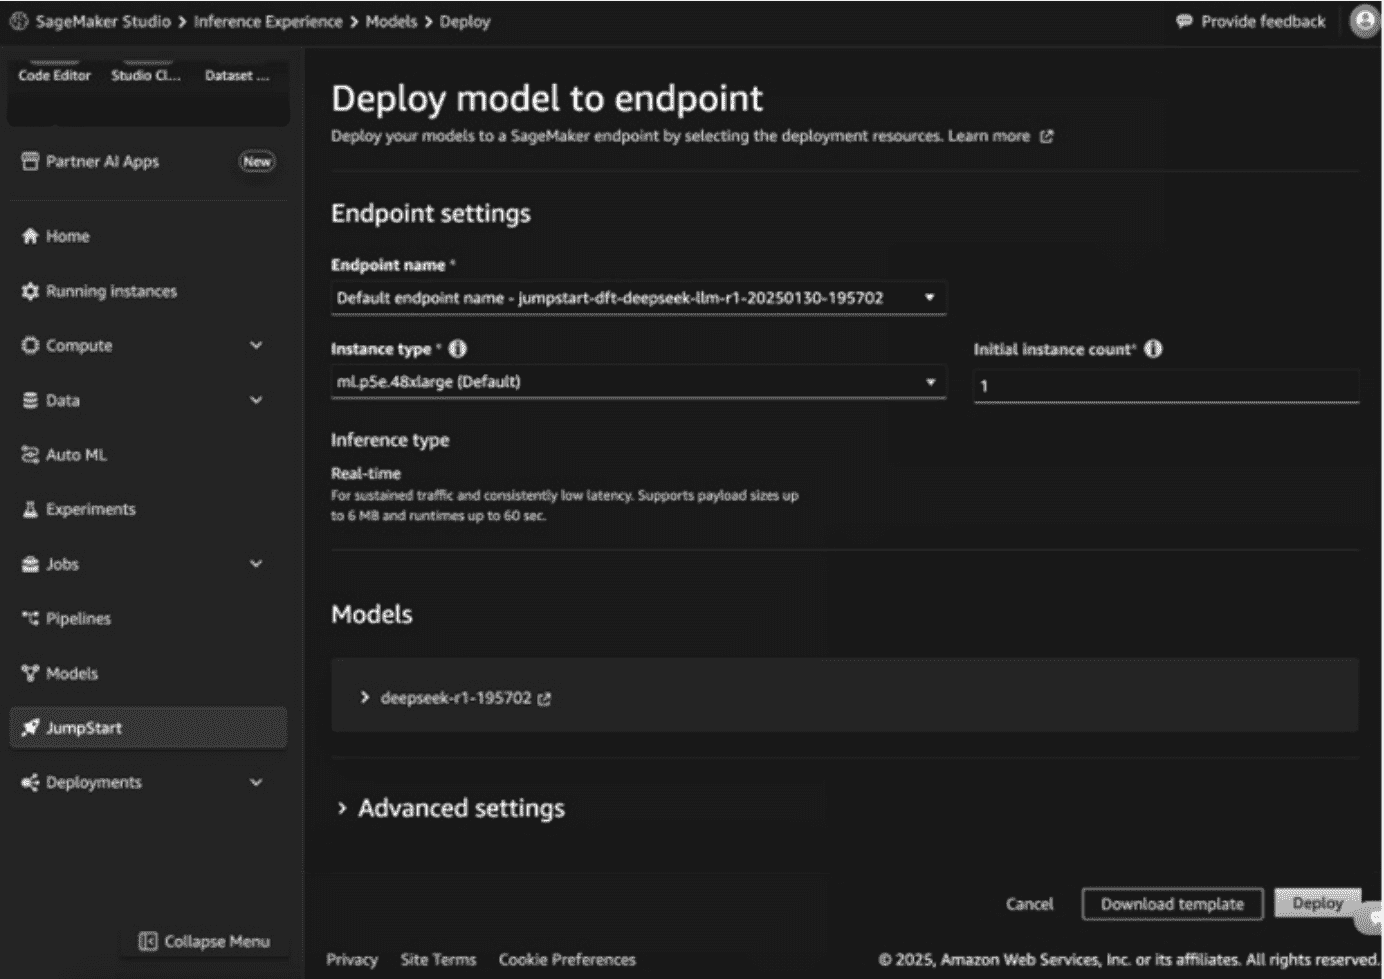 SageMaker Studio > Inference Experience > Models > Deploy
Provide feedback
Code Editor
Studio Cl...
Dataset ...
Partner AI Apps
New
Home
Running instances
Compute
Data
Auto ML
Experiments
Jobs
Pipelines
Models
JumpStart
Deployments
Collapse Menu
Deploy model to endpoint
Deploy your models to a SageMaker endpoint by selecting the deployment resources. Learn more
Endpoint settings
Endpoint name *
Default endpoint name - jumpstart-dft-deepseek-llm-r1-20250130-195702
Instance type *
ml.p5e.48xlarge (Default)
Initial instance count*
1
Inference type
Real-time
For sustained traffic and consistently low latency. Supports payload sizes up
to 6 MB and runtimes up to 60 sec.
Models
deepseek-r1-195702
Advanced settings
Cancel
Download template
Deploy
Privacy
Site Terms
Cookie Preferences
© 2025, Amazon Web Services, Inc. or its affiliates. All rights reserved.